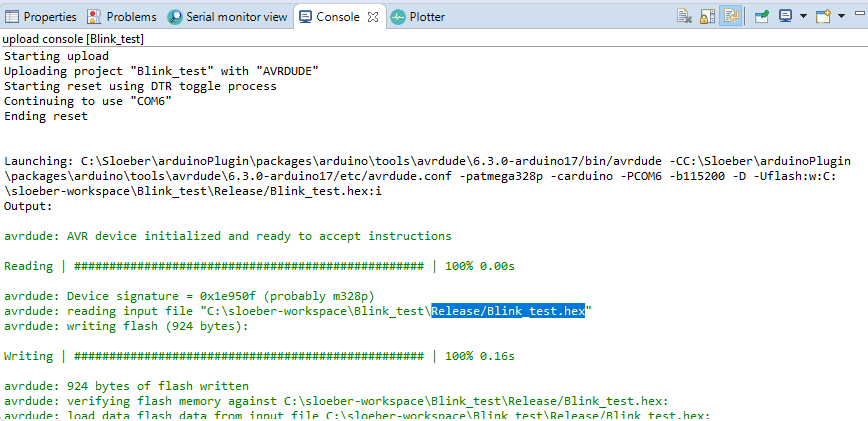 Properties Problems Serial monitor view Console Plotter
upload console [Blink_test]
Starting upload
Uploading project "Blink_test" with "AVRDUDE"
Starting reset using DTR toggle process
Continuing to use "COM6"
Ending reset
Launching: C:\Sloeber\arduinoPlugin\packages\arduino\tools\avrdude\6.3.0-arduino17/bin/avrdude -CC:\Sloeber\arduinoPlugin
\packages\arduino\tools\avrdude\6.3.0-arduino17/etc/avrdude.conf -patmega328p -carduino -PCOM6 -b115200 -D -Uflash:w:C:
\sloeber-workspace\Blink_test\Release/Blink_test.hex:i
Output:
avrdude: AVR device initialized and ready to accept instructions
Reading | ################################################## | 100% 0.00s
avrdude: Device signature = 0x1e950f (probably m328p)
avrdude: reading input file "C:\sloeber-workspace\Blink_test\Release/Blink_test.hex"
avrdude: writing flash (924 bytes):
Writing | ################################################## | 100% 0.16s
avrdude: 924 bytes of flash written
avrdude: verifying flash memory against C:\sloeber-workspace\Blink_test\Release/Blink_test.hex:
avrdude: load data flash data from input file C:\sloeber-workspace\Blink_test\Release/Blink_test.hex: